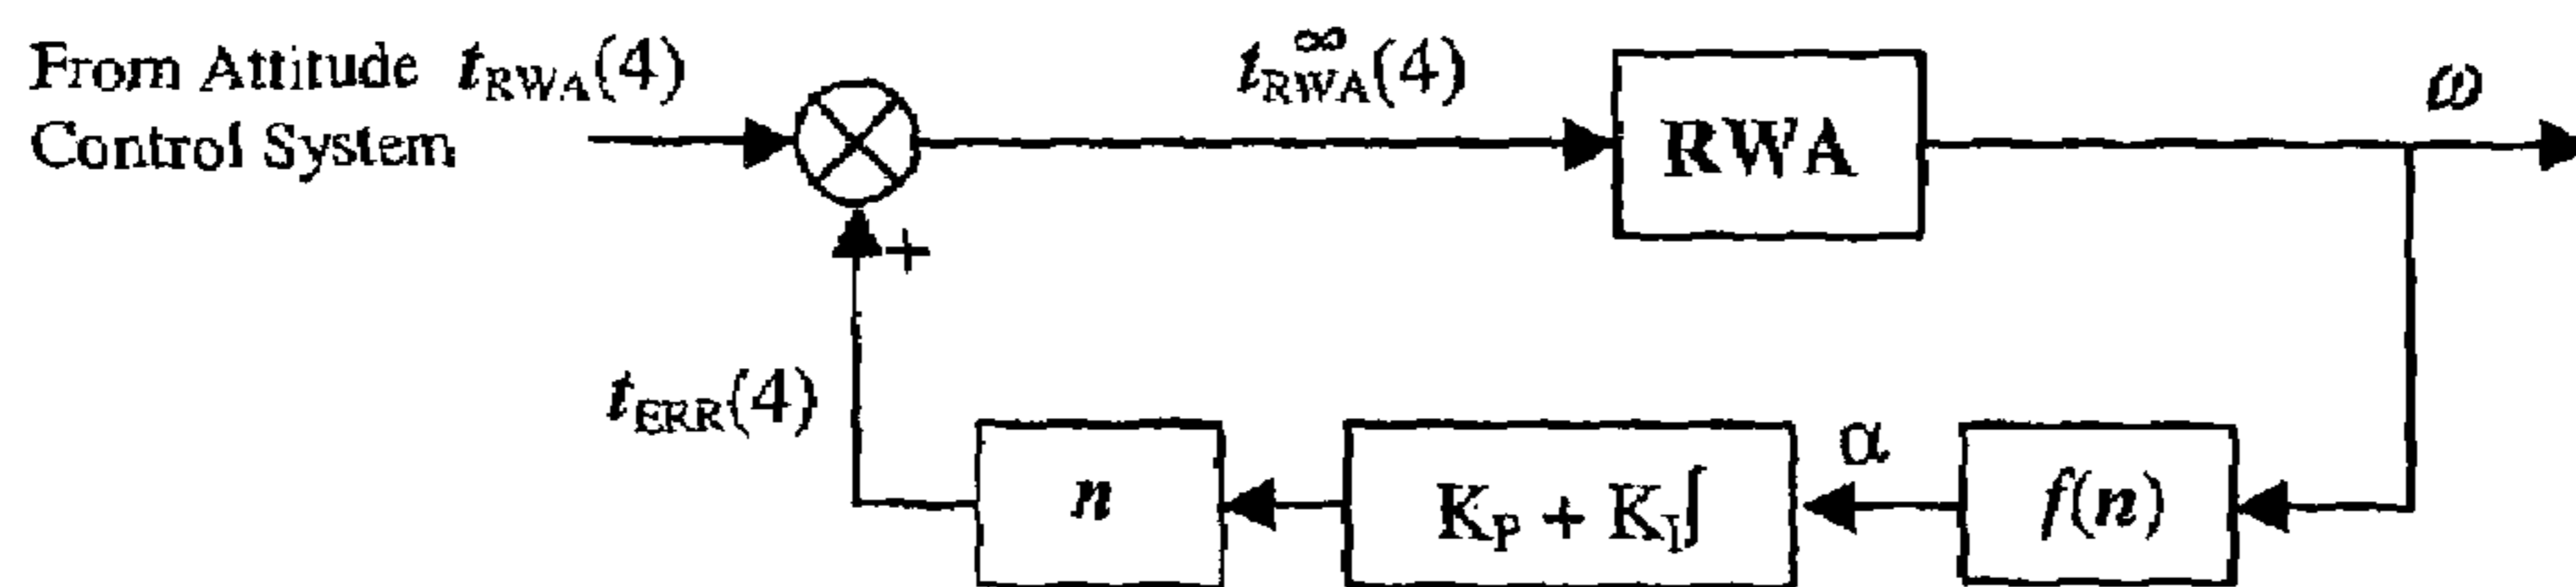 From Attitude t_RWA(4)
Control System
t^∞_RWA(4)
RWA
ω
+
t_ERR(4)
n
K_P + K_I∫
α
f(n)